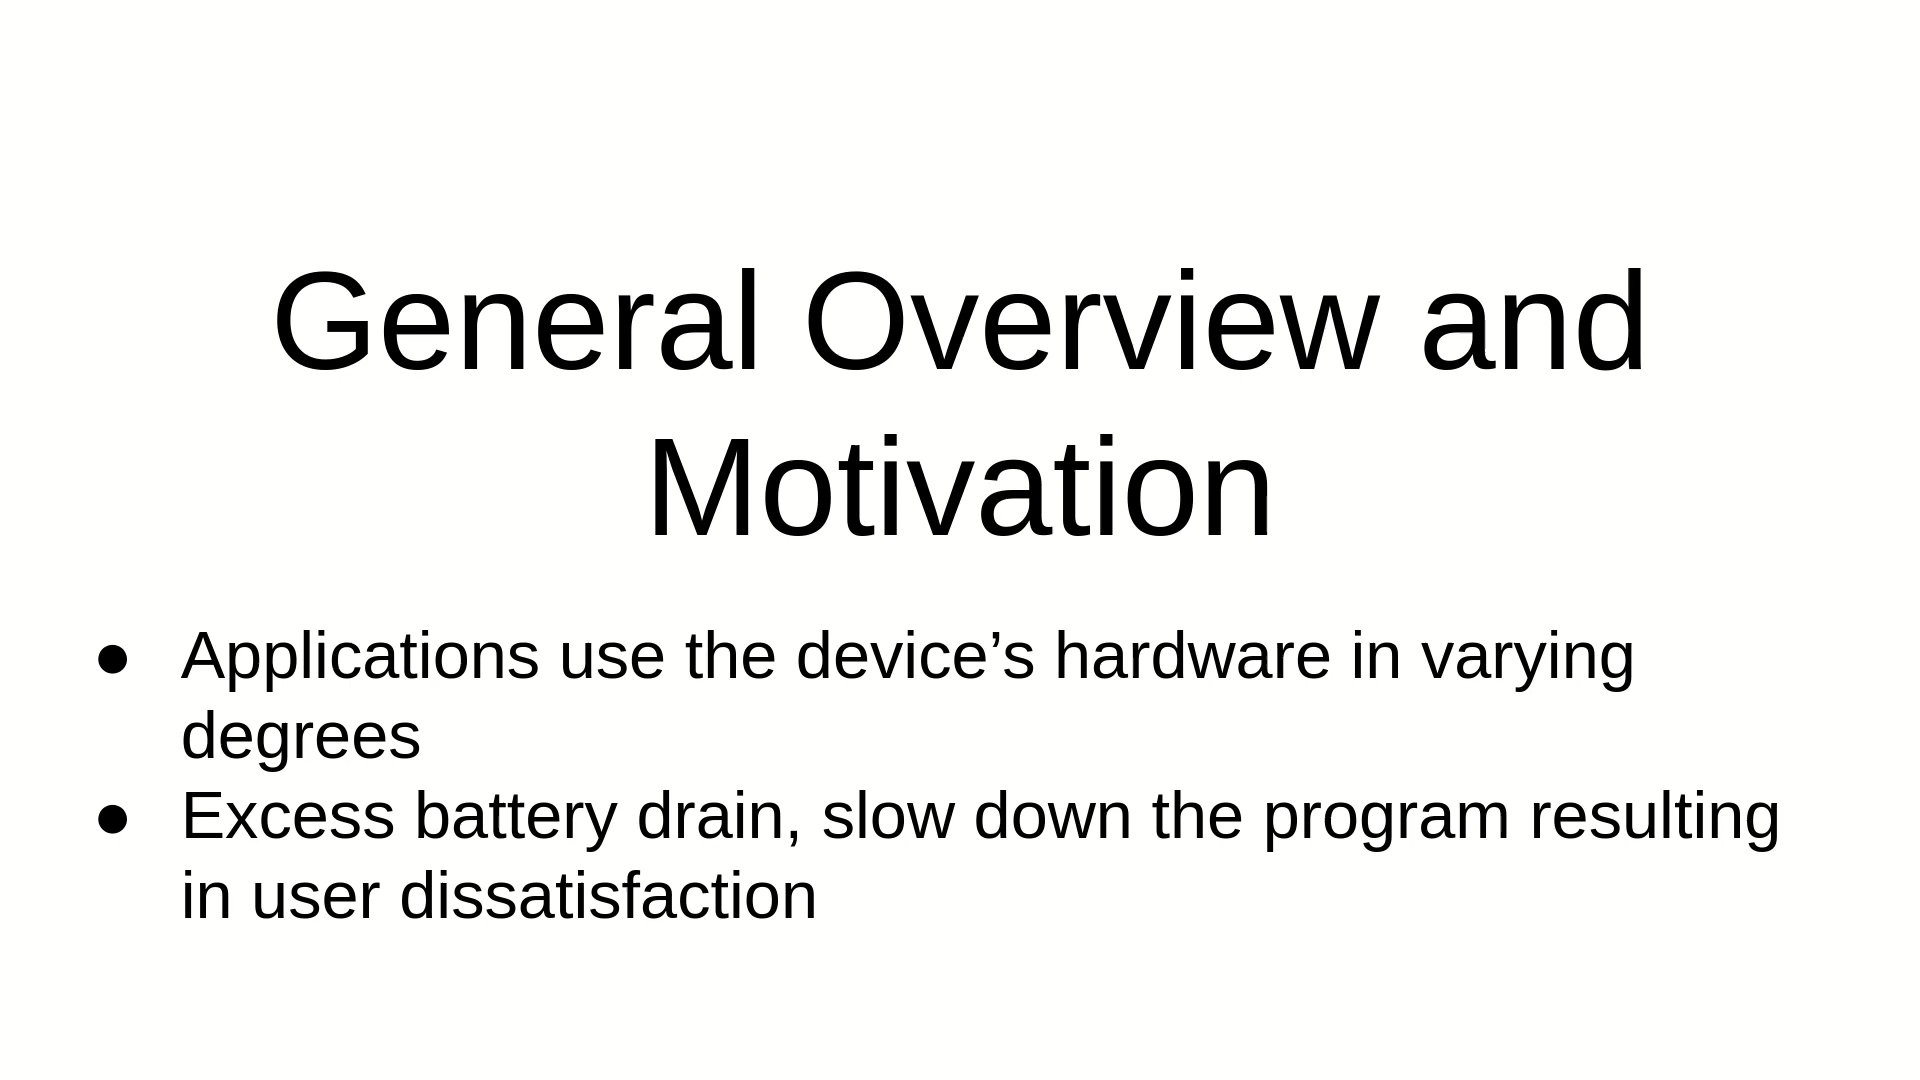 General Overview and
Motivation
● Applications use the device’s hardware in varying
degrees
● Excess battery drain, slow down the program resulting
in user dissatisfaction